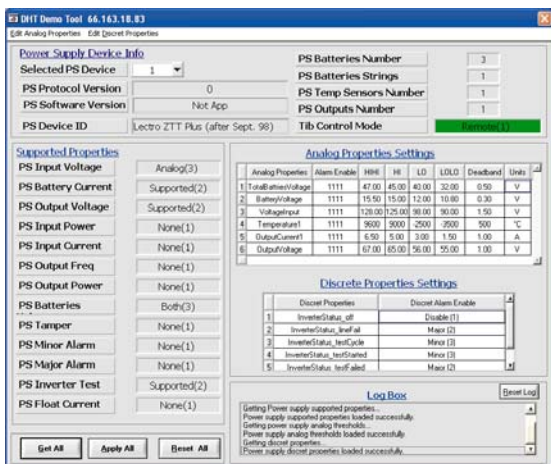 DHT Demo Tool 66.163.18.83
Edit Analog Properties Edit Discret Properties
Power Supply Device Info
Selected PS Device 1
PS Protocol Version 0
PS Software Version Not App
PS Device ID Lectro ZTT Plus (after Sept. 98)
PS Batteries Number 3
PS Batteries Strings 1
PS Temp Sensors Number 1
PS Outputs Number 1
Tib Control Mode Remote(1)
Supported Properties
PS Input Voltage Analog(3)
PS Battery Current Supported(2)
PS Output Voltage Supported(2)
PS Input Power None(1)
PS Input Current None(1)
PS Output Freq None(1)
PS Output Power None(1)
PS Batteries Both(3)
PS Tamper None(1)
PS Minor Alarm None(1)
PS Major Alarm None(1)
PS Inverter Test Supported(2)
PS Float Current None(1)
Get All Apply All Reset All
Analog Properties Settings
Analog Properties Alarm Enable HIHI HI LO LOLO Deadband Units
1 TotalBattriesVoltage 1111 47.00 45.00 40.00 32.00 0.50 V
2 BatteryVoltage 1111 15.50 15.00 12.00 10.80 0.30 V
3 VoltageInput 1111 128.00 125.00 98.00 90.00 1.50 V
4 Temperature1 1111 9600 9000 -2500 -3500 500 °C
5 OutputCurrent1 1111 6.50 5.00 3.00 1.50 1.00 A
6 OutputVoltage 1111 67.00 65.00 56.00 55.00 1.00 V
Discrete Properties Settings
Discret Properties Discret Alarm Enable
1 InverterStatus_off Disable (1)
2 InverterStatus_lineFail Major (2)
3 InverterStatus_testCycle Minor (3)
4 InverterStatus_testStarted Minor (3)
5 InverterStatus_testFailed Major (2)
Log Box
Reset Log
Getting Power supply supported properties...
Power supply supported properties loaded successfully.
Getting power supply analog thresholds...
Power supply analog thresholds loaded successfully
Getting discret properties...
Power supply discret properties loaded successfully.